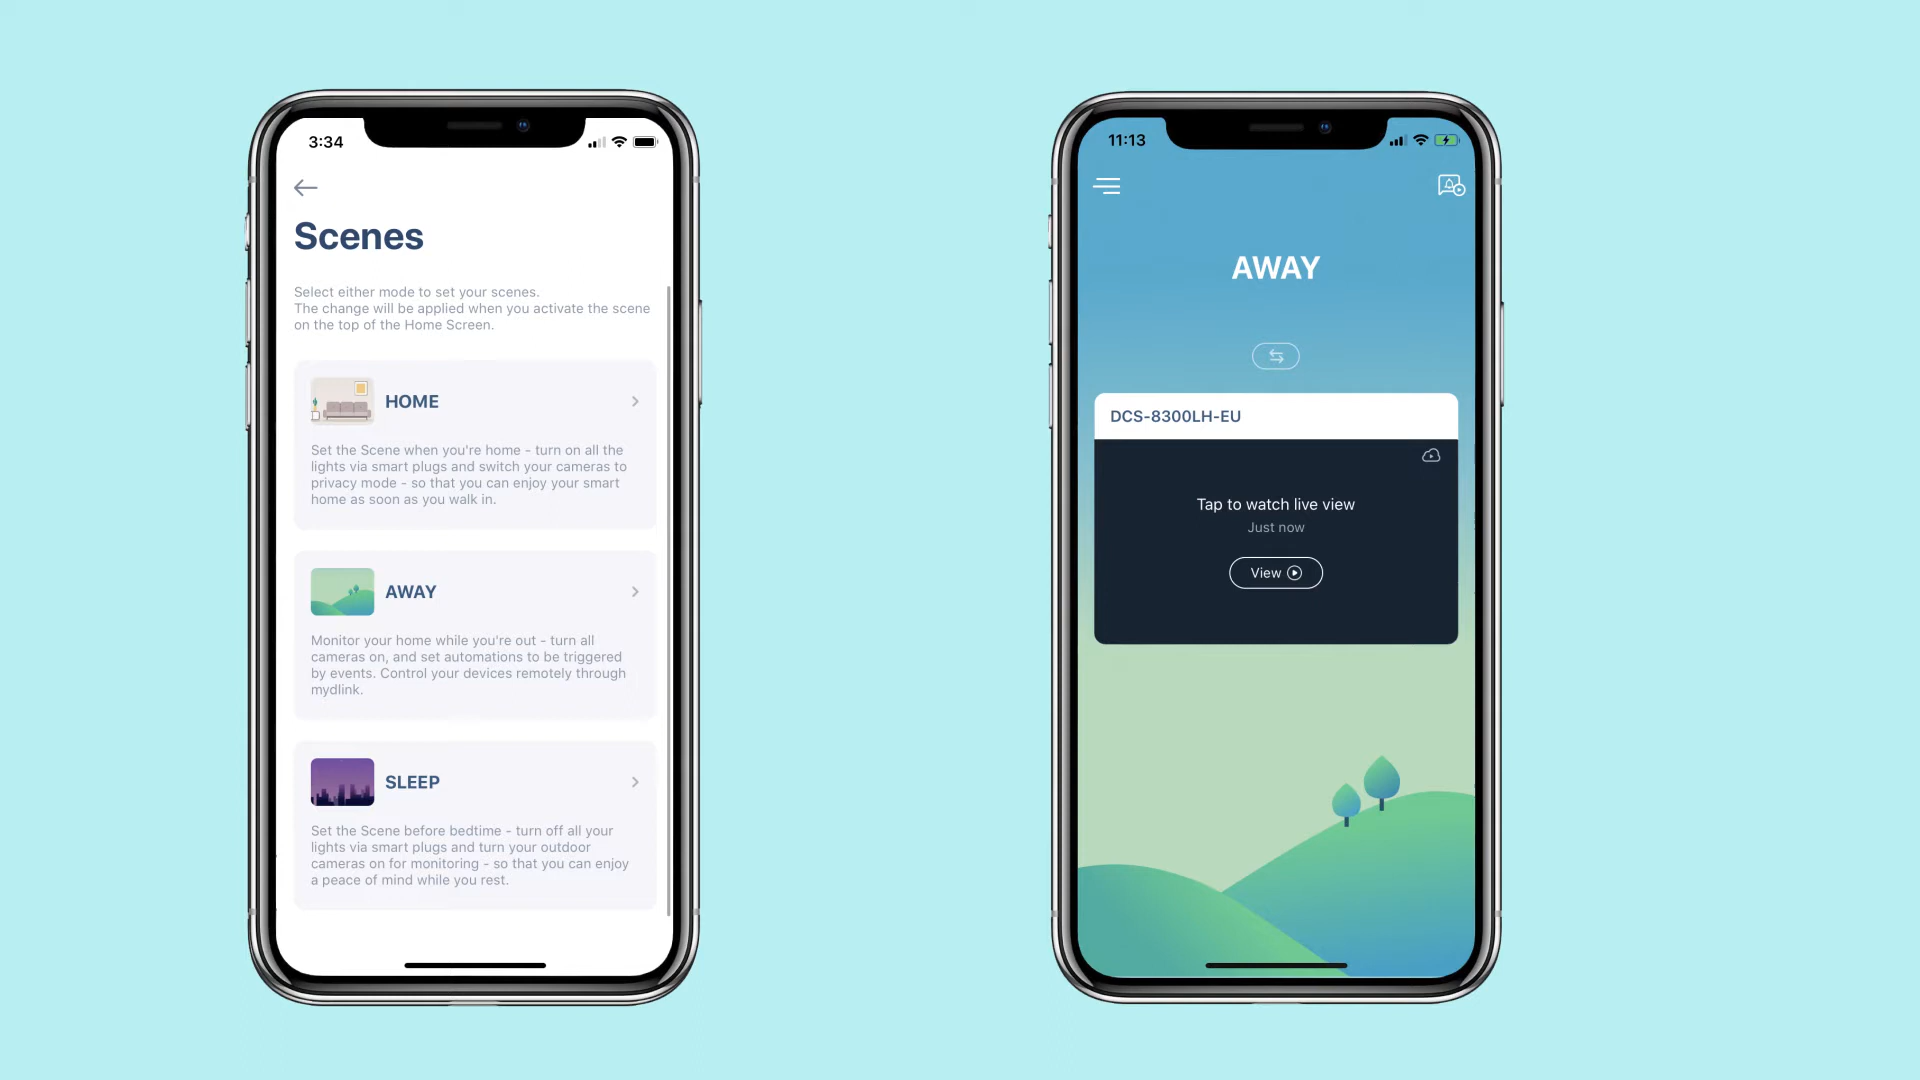 3:34
Scenes
Select either mode to set your scenes.
The change will be applied when you activate the scene
on the top of the Home Screen.
HOME
Set the Scene when you're home - turn on all the
lights via smart plugs and switch your cameras to
privacy mode - so that you can enjoy your smart
home as soon as you walk in.
AWAY
Monitor your home while you're out - turn all
cameras on, and set automations to be triggered
by events. Control your devices remotely through
mydlink.
SLEEP
Set the Scene before bedtime - turn off all your
lights via smart plugs and turn your outdoor
cameras on for monitoring - so that you can enjoy
a peace of mind while you rest.
11:13
AWAY
DCS-8300LH-EU
Tap to watch live view
Just now
View